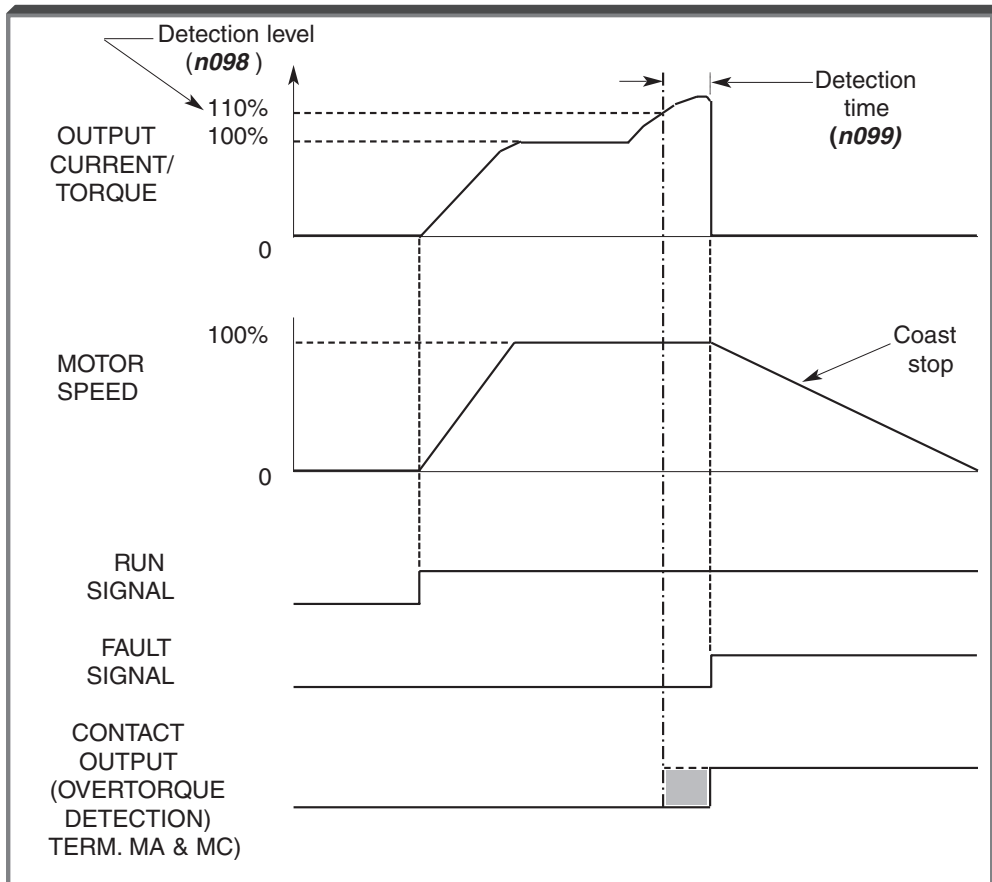 Detection level
(n098 )
110%
100%
OUTPUT
CURRENT/
TORQUE
0
Detection
time
(n099)
100%
MOTOR
SPEED
0
Coast
stop
RUN
SIGNAL
FAULT
SIGNAL
CONTACT
OUTPUT
(OVERTORQUE
DETECTION)
TERM. MA & MC)